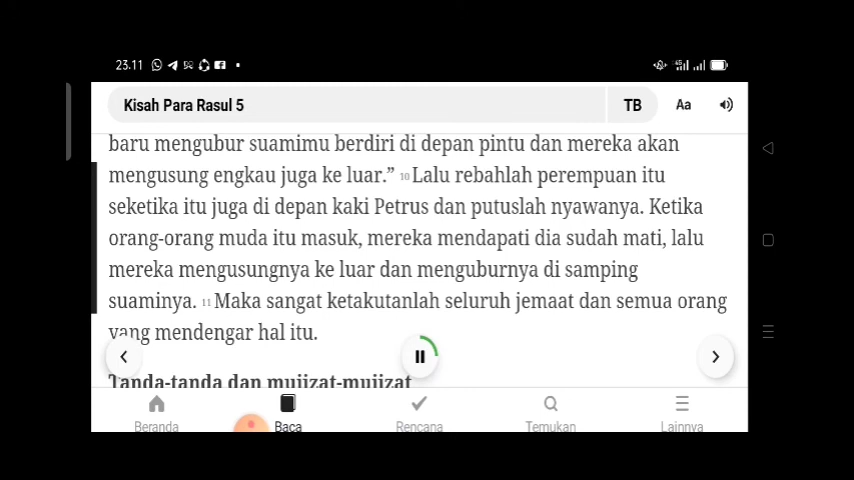 23.11
Kisah Para Rasul 5 TB Aa
baru mengubur suamimu berdiri di depan pintu dan mereka akan
mengusung engkau juga ke luar.” 10 Lalu rebahlah perempuan itu
seketika itu juga di depan kaki Petrus dan putuslah nyawanya. Ketika
orang-orang muda itu masuk, mereka mendapati dia sudah mati, lalu
mereka mengusungnya ke luar dan menguburnya di samping
suaminya. 11 Maka sangat ketakutanlah seluruh jemaat dan semua orang
yang mendengar hal itu.
Tanda-tanda dan mujizat-mujizat
Beranda Baca Rencana Temukan Lainnya